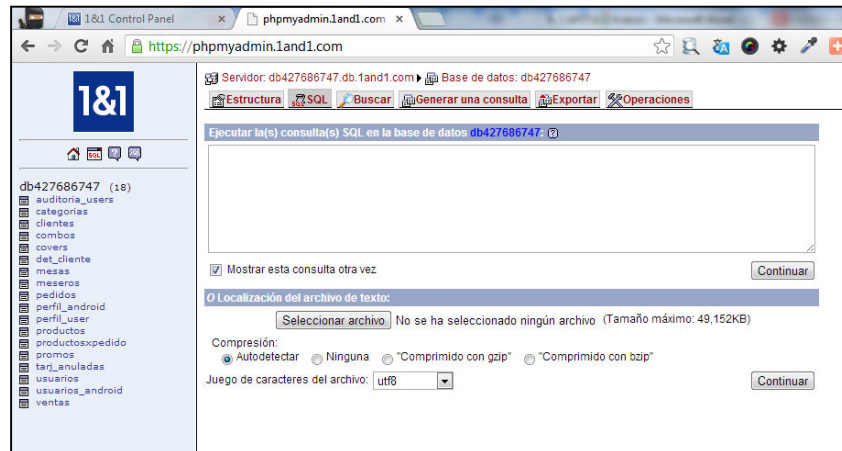 1&1 Control Panel
phpmyadmin.1and1.com
https://phpmyadmin.1and1.com
1&1
SQL
db427686747 (18)
auditoria_users
categorias
clientes
combos
covers
det_cliente
mesas
meseros
pedidos
perfil_android
perfil_user
productos
productosxpedido
promos
tarj_anuladas
usuarios
usuarios_android
ventas
Servidor: db427686747.db.1and1.com ▶ Base de datos: db427686747
Estructura SQL Buscar Generar una consulta Exportar Operaciones
Ejecutar la(s) consulta(s) SQL en la base de datos db427686747:
Mostrar esta consulta otra vez Continuar
O Localización del archivo de texto:
Seleccionar archivo No se ha seleccionado ningún archivo (Tamaño máximo: 49,152KB)
Compresión:
Autodetectar Ninguna "Comprimido con gzip" "Comprimido con bzip"
Juego de caracteres del archivo: utf8 Continuar